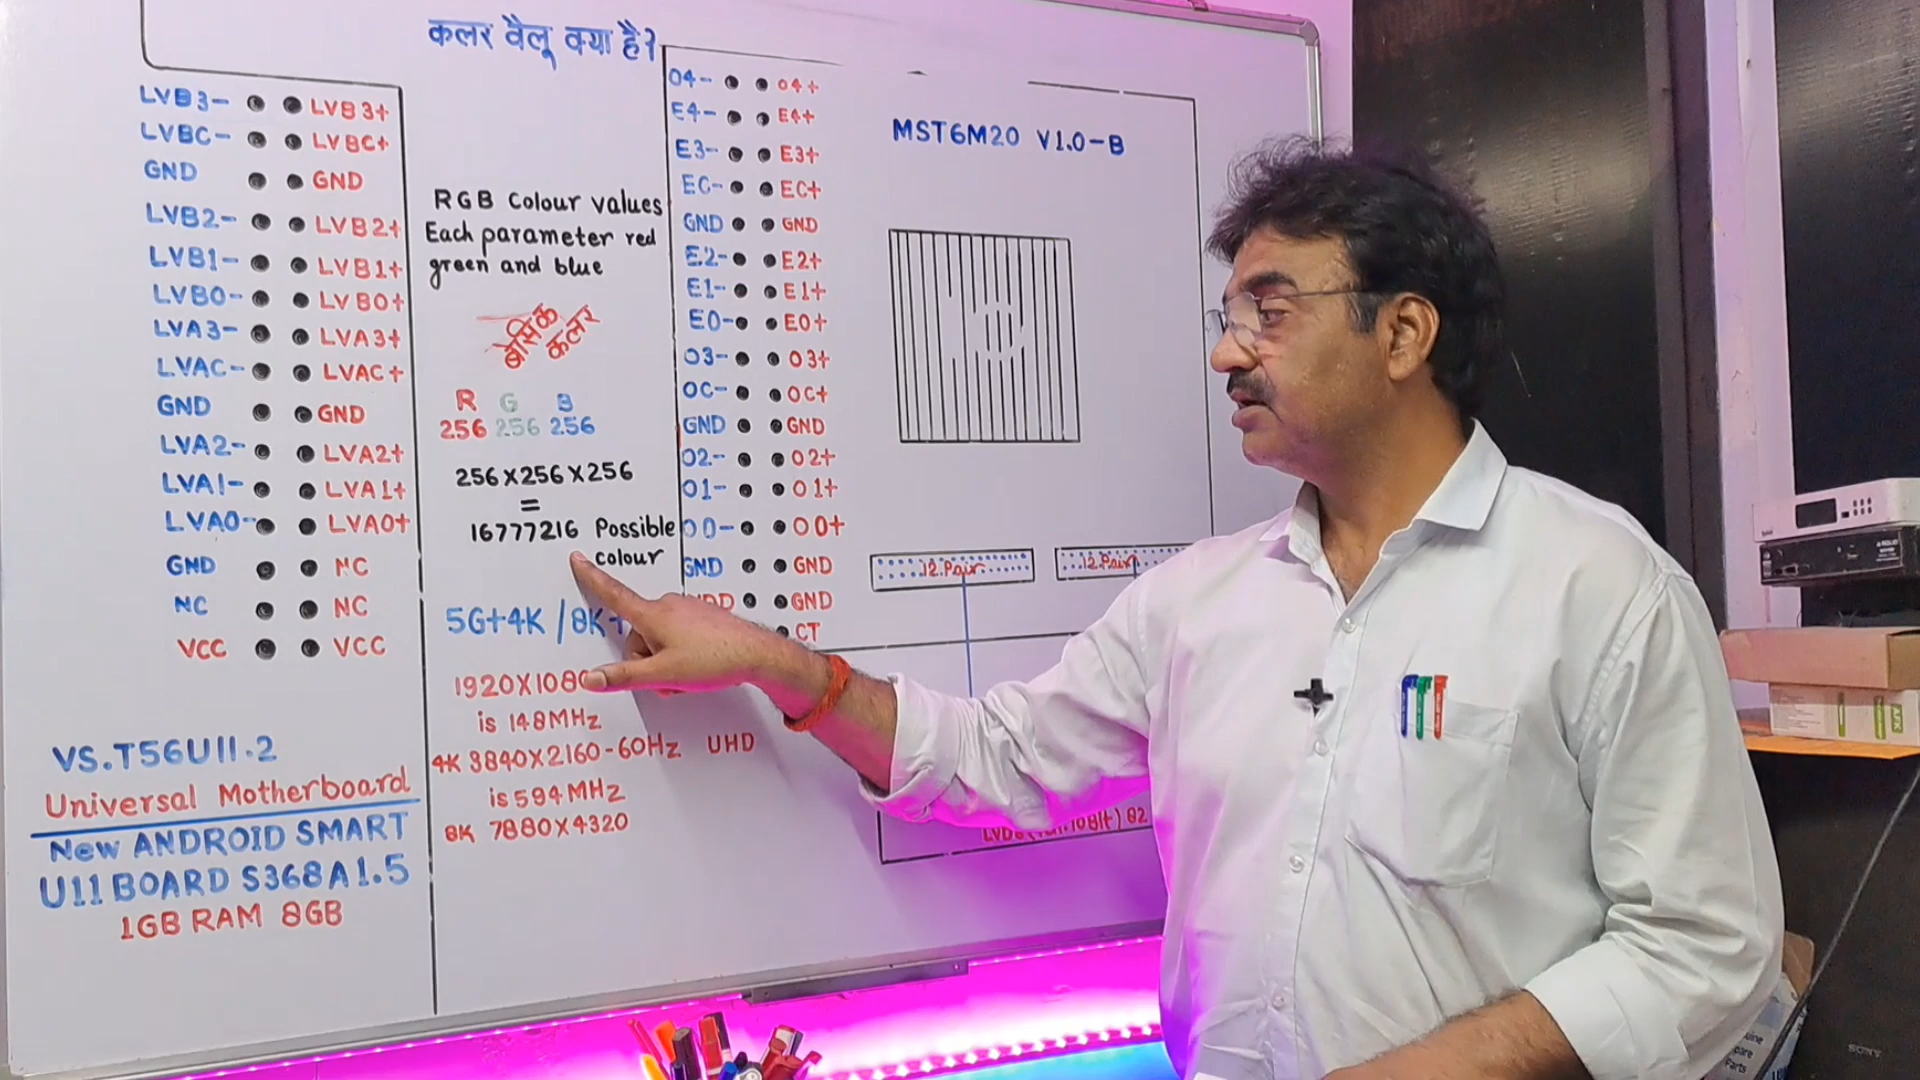 कलर वैलू क्या है?
LVB3- LVB3+
LVBC- LVBC+
GND GND
LVB2- LVB2+
LVB1- LVB1+
LVB0- LVB0+
LVA3- LVA3+
LVAC- LVAC+
GND GND
LVA2- LVA2+
LVA1- LVA1+
LVA0- LVA0+
GND NC
NC NC
VCC VCC
VS.T56U11.2
Universal Motherboard
New ANDROID SMART
U11 BOARD S368A1.5
1GB RAM 8GB
RGB Colour values
Each parameter red
green and blue
बेसिक
कलर
R G B
256 256 256
256X256X256
=
16777216 Possible
colour
5G+4K/8K+
1920X1080
is 148MHz
4K 3840X2160-60Hz UHD
is 594MHz
8K 7880X4320
O4- O4+
E4- E4+
E3- E3+
EC- EC+
GND GND
E2- E2+
E1- E1+
E0- E0+
O3- O3+
OC- OC+
GND GND
O2- O2+
O1- O1+
O0- O0+
GND GND
GND
CT
MST6M20 V1.0-B
12.Pair
12.Pair
82
SONY